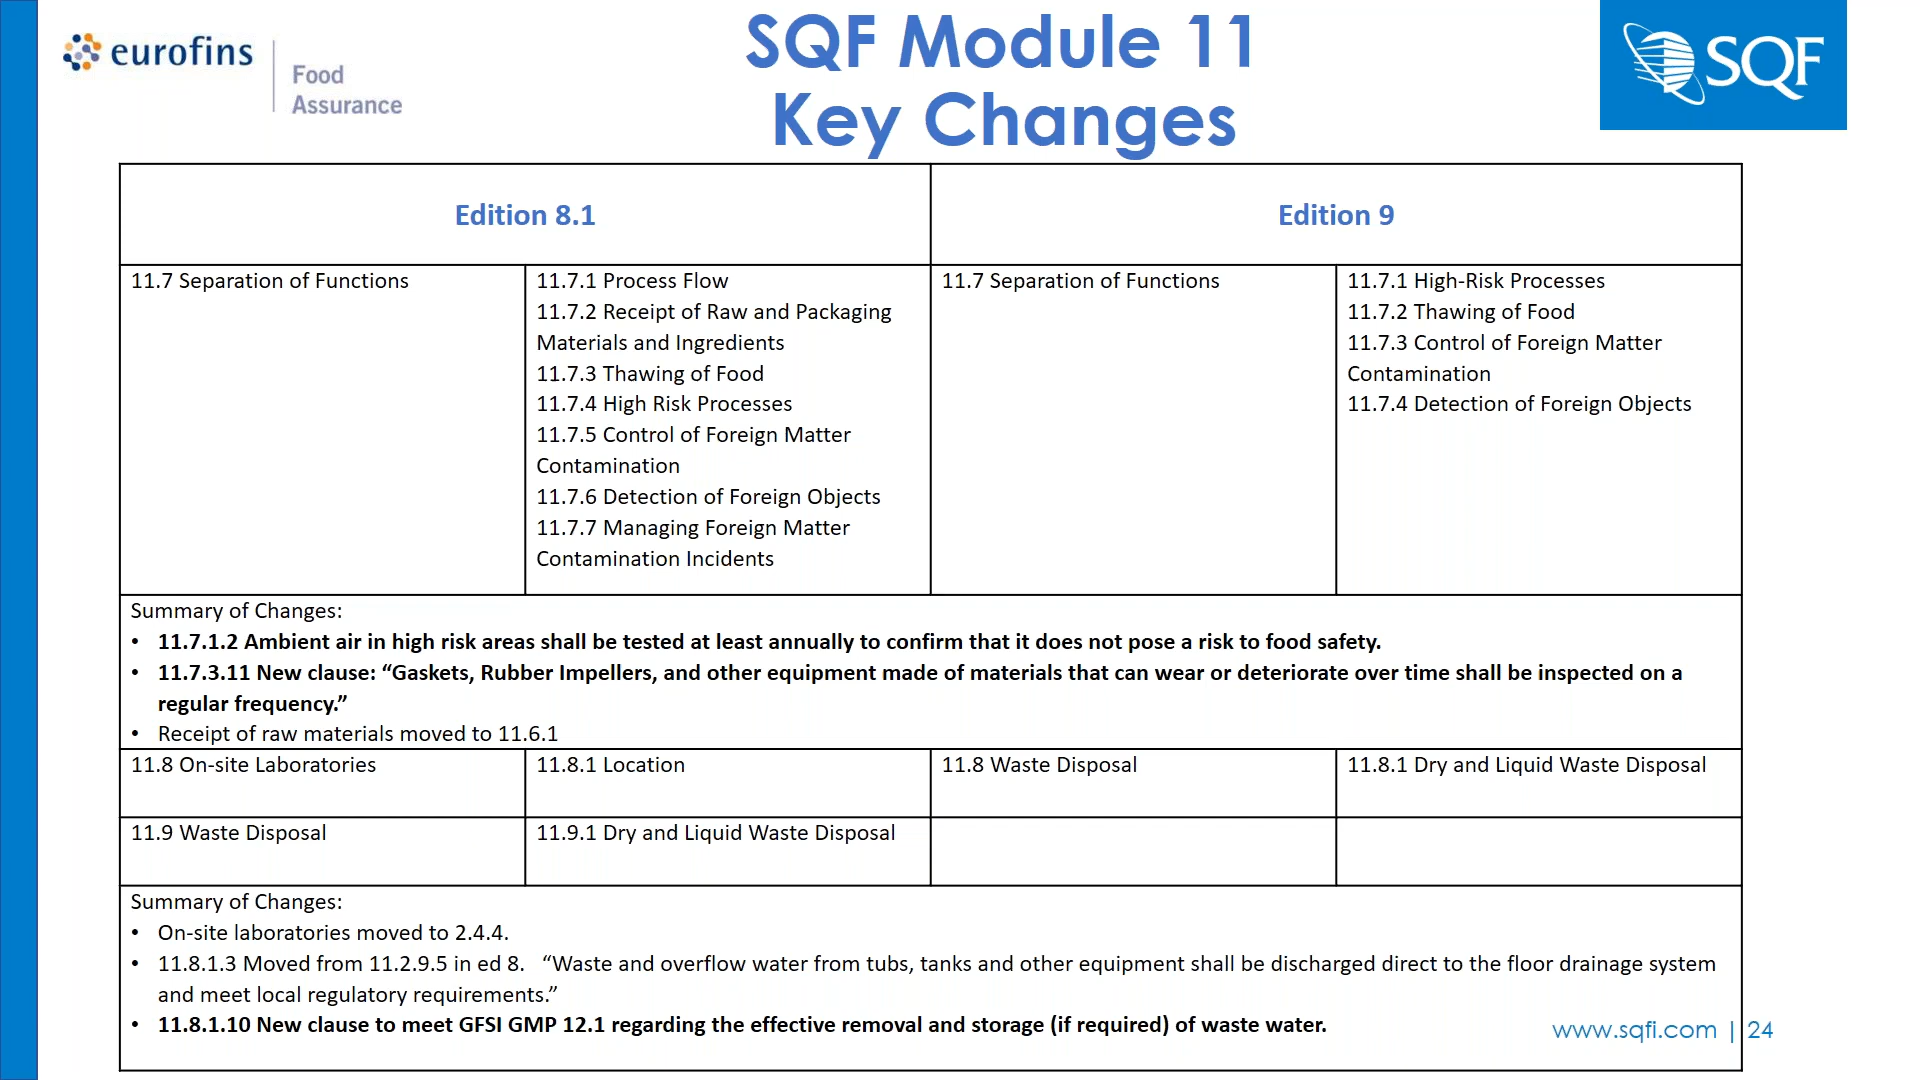 eurofins
Food
Assurance
SQF Module 11
Key Changes
SQF
Edition 8.1
Edition 9
11.7 Separation of Functions
11.7.1 Process Flow
11.7.2 Receipt of Raw and Packaging
Materials and Ingredients
11.7.3 Thawing of Food
11.7.4 High Risk Processes
11.7.5 Control of Foreign Matter
Contamination
11.7.6 Detection of Foreign Objects
11.7.7 Managing Foreign Matter
Contamination Incidents
11.7 Separation of Functions
11.7.1 High-Risk Processes
11.7.2 Thawing of Food
11.7.3 Control of Foreign Matter
Contamination
11.7.4 Detection of Foreign Objects
Summary of Changes:
• 11.7.1.2 Ambient air in high risk areas shall be tested at least annually to confirm that it does not pose a risk to food safety.
• 11.7.3.11 New clause: “Gaskets, Rubber Impellers, and other equipment made of materials that can wear or deteriorate over time shall be inspected on a
regular frequency.”
• Receipt of raw materials moved to 11.6.1
11.8 On-site Laboratories
11.8.1 Location
11.8 Waste Disposal
11.8.1 Dry and Liquid Waste Disposal
11.9 Waste Disposal
11.9.1 Dry and Liquid Waste Disposal
Summary of Changes:
• On-site laboratories moved to 2.4.4.
• 11.8.1.3 Moved from 11.2.9.5 in ed 8. “Waste and overflow water from tubs, tanks and other equipment shall be discharged direct to the floor drainage system
and meet local regulatory requirements.”
• 11.8.1.10 New clause to meet GFSI GMP 12.1 regarding the effective removal and storage (if required) of waste water.
www.sqfi.com | 24